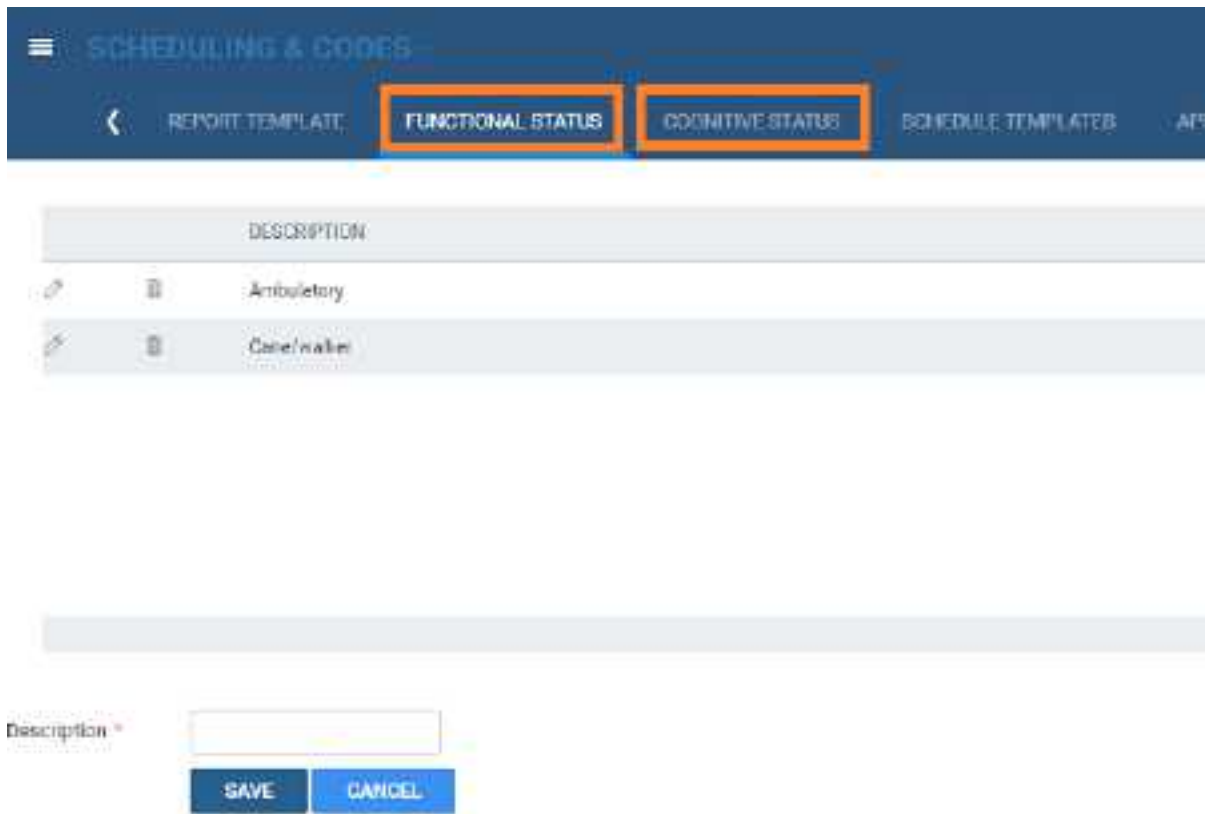 SCHEDULING & CODES
REPORT TEMPLATE FUNCTIONAL STATUS COGNITIVE STATUS SCHEDULE TEMPLATES
DESCRIPTION
Ambuletory
Cane/walker
Description *
SAVE CANCEL